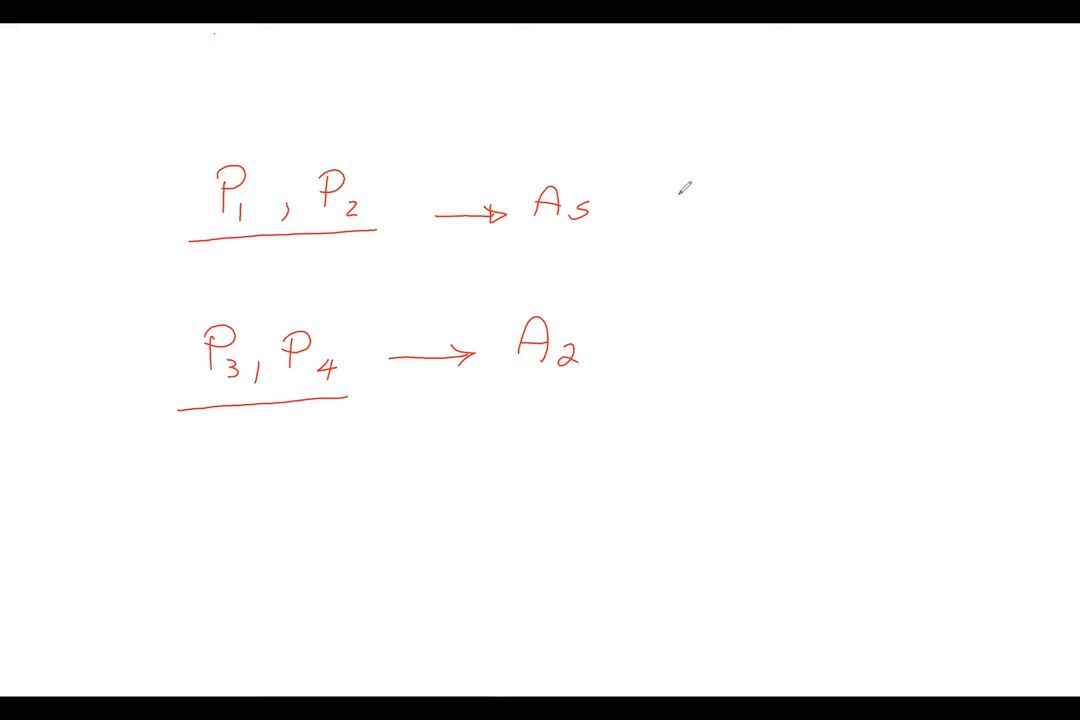 P₁, P₂ → A₅
P₃, P₄ → A₂